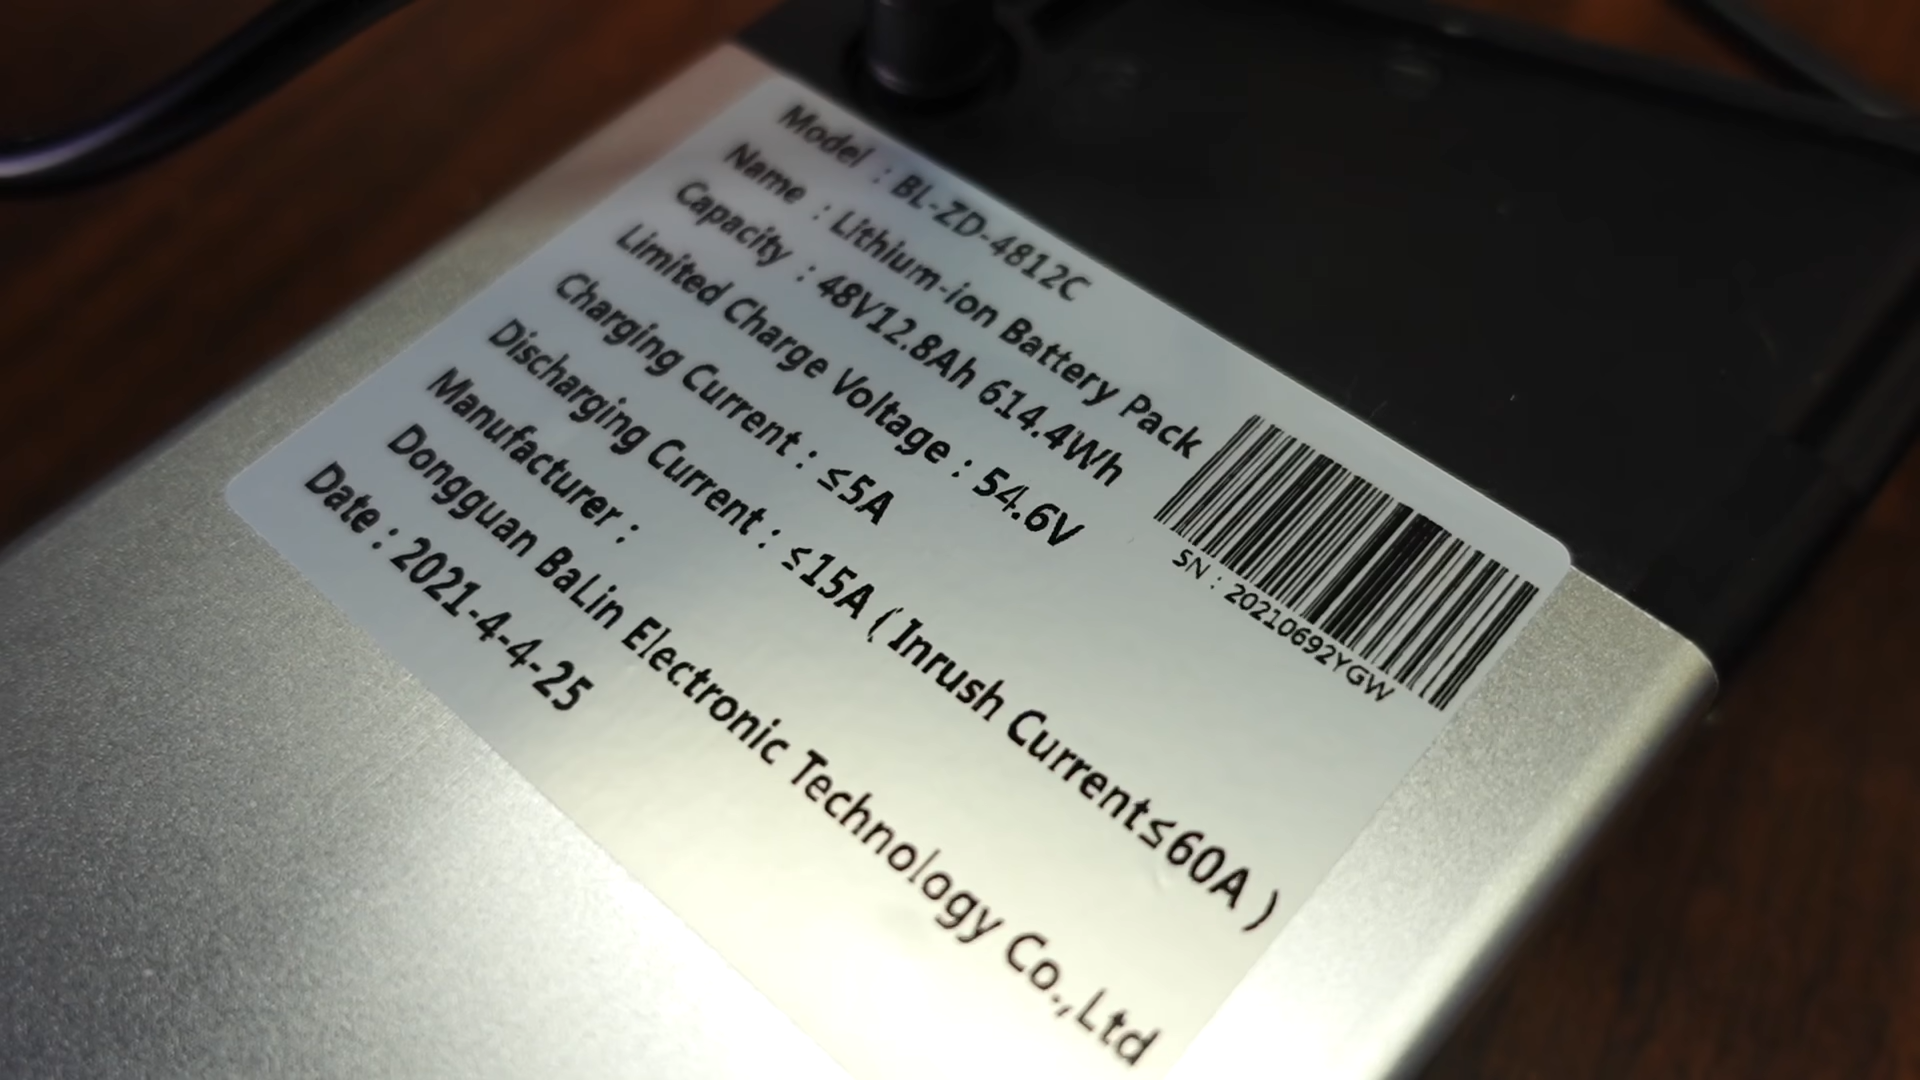 Model : BL-ZD-4812C
Name : Lithium-ion Battery Pack
Capacity : 48V12.8Ah 614.4Wh
Limited Charge Voltage : 54.6V
Charging Current : ≤5A
Discharging Current : ≤15A ( Inrush Current≤60A )
Manufacturer :
Dongguan BaLin Electronic Technology Co.,Ltd
Date : 2021-4-4-25
SN : 20210692YGW